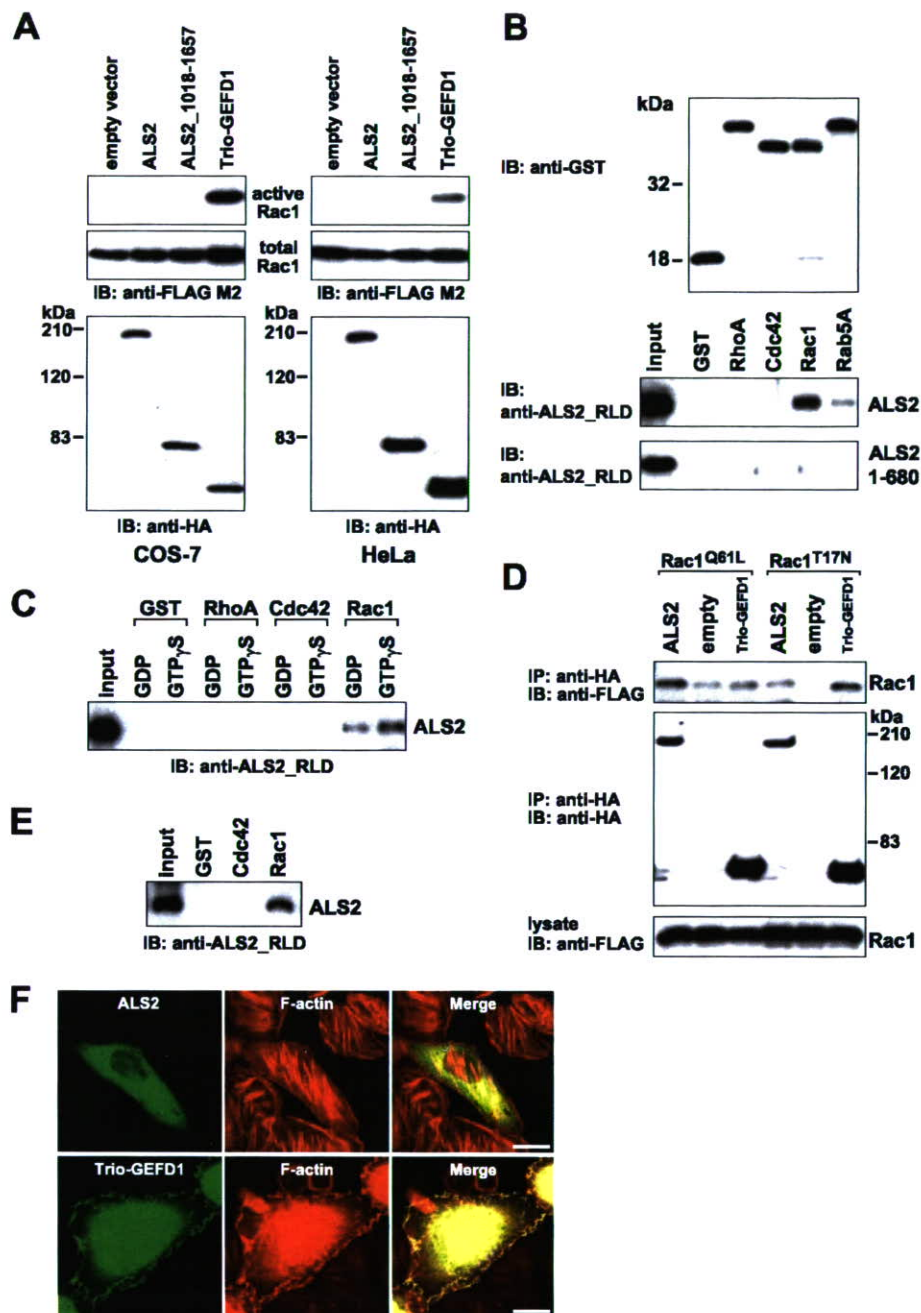 A
empty vector
ALS2
ALS2_1018-1657
Trio-GEFD1
empty vector
ALS2
ALS2_1018-1657
Trio-GEFD1
active
Rac1
total
Rac1
IB: anti-FLAG M2
IB: anti-FLAG M2
kDa
210
120
83
kDa
210
120
83
IB: anti-HA
IB: anti-HA
COS-7
HeLa
B
kDa
IB: anti-GST
32
18
Input
GST
RhoA
Cdc42
Rac1
Rab5A
IB:
anti-ALS2_RLD
ALS2
IB:
anti-ALS2_RLD
ALS2
1-680
C
GST
RhoA
Cdc42
Rac1
Input
GDP
GTPγS
GDP
GTPγS
GDP
GTPγS
GDP
GTPγS
ALS2
IB: anti-ALS2_RLD
D
Rac1Q61L
Rac1T17N
ALS2
empty
Trio-GEFD1
ALS2
empty
Trio-GEFD1
IP: anti-HA
IB: anti-FLAG
Rac1
kDa
210
120
83
IP: anti-HA
IB: anti-HA
lysate
IB: anti-FLAG
Rac1
E
Input
GST
Cdc42
Rac1
ALS2
IB: anti-ALS2_RLD
F
ALS2
F-actin
Merge
Trio-GEFD1
F-actin
Merge